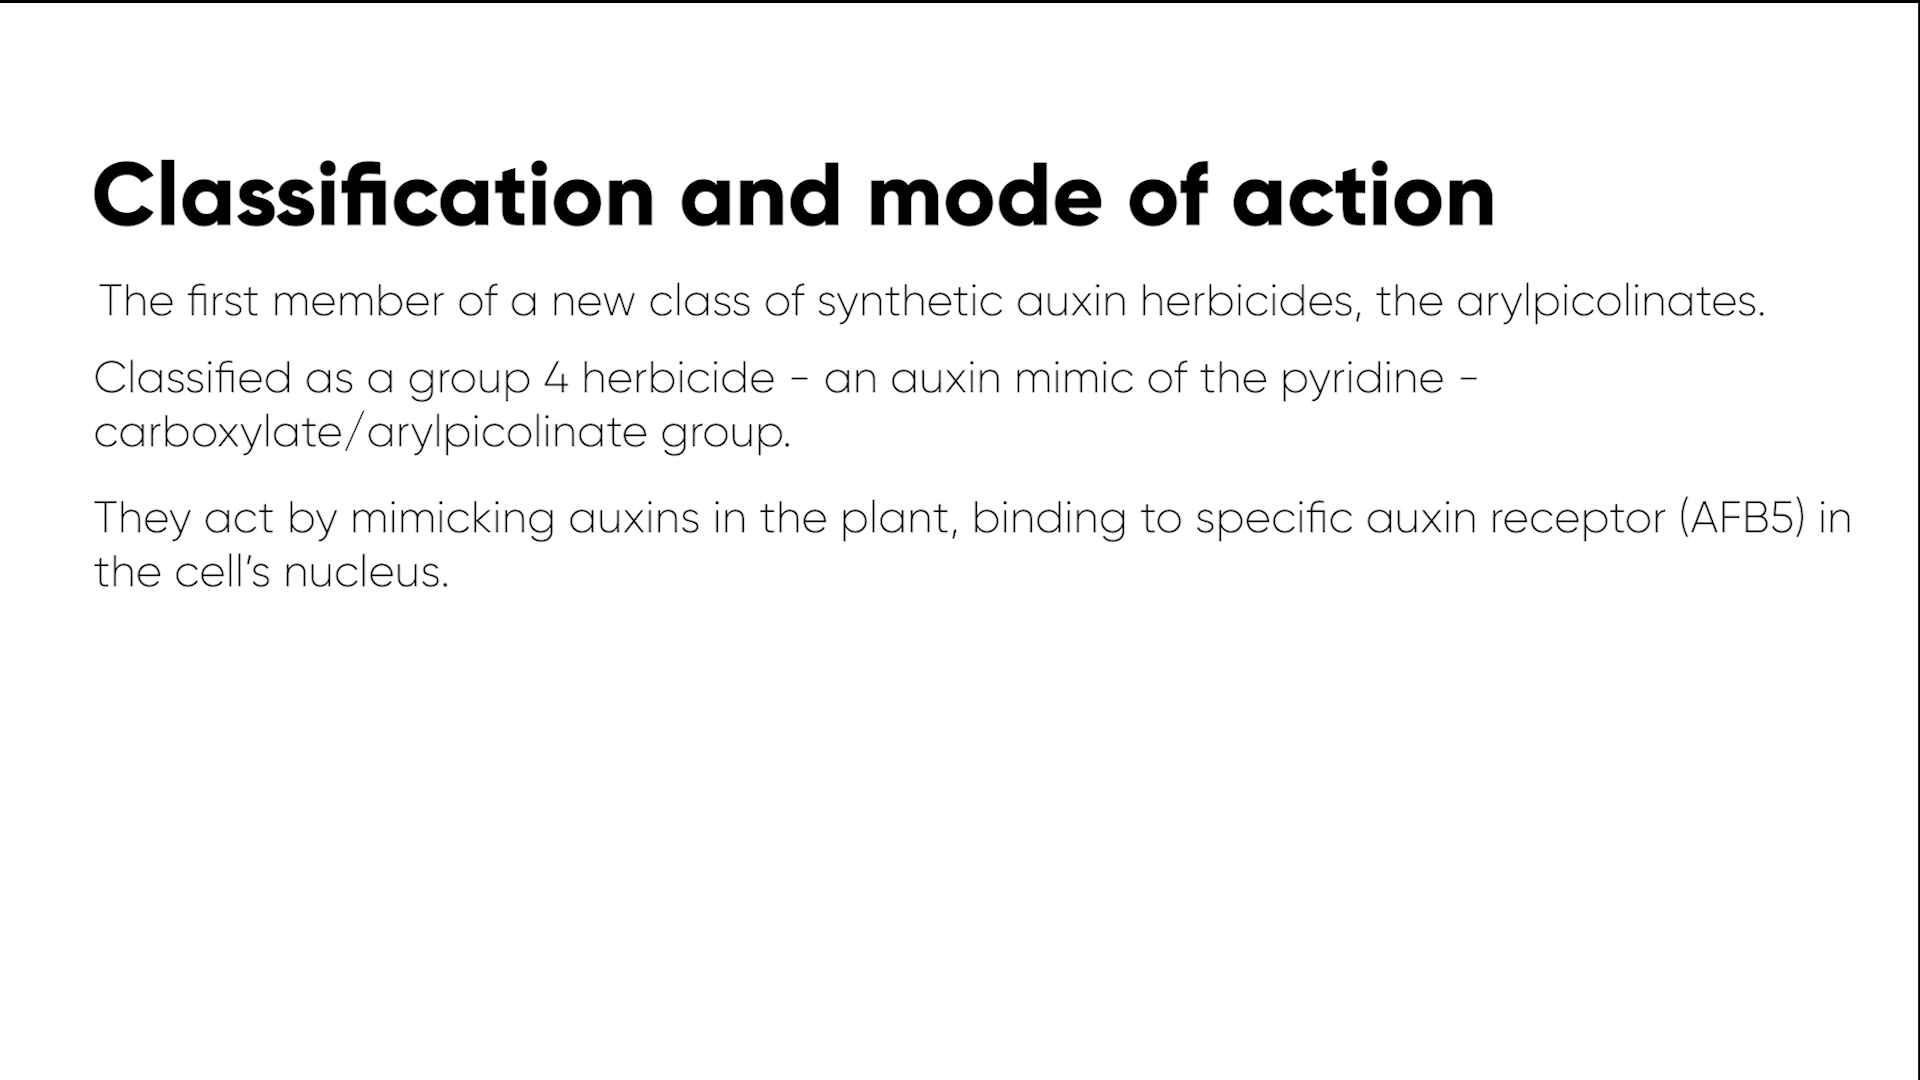 Classification and mode of action
The first member of a new class of synthetic auxin herbicides, the arylpicolinates.
Classified as a group 4 herbicide - an auxin mimic of the pyridine -
carboxylate/arylpicolinate group.
They act by mimicking auxins in the plant, binding to specific auxin receptor (AFB5) in
the cell’s nucleus.